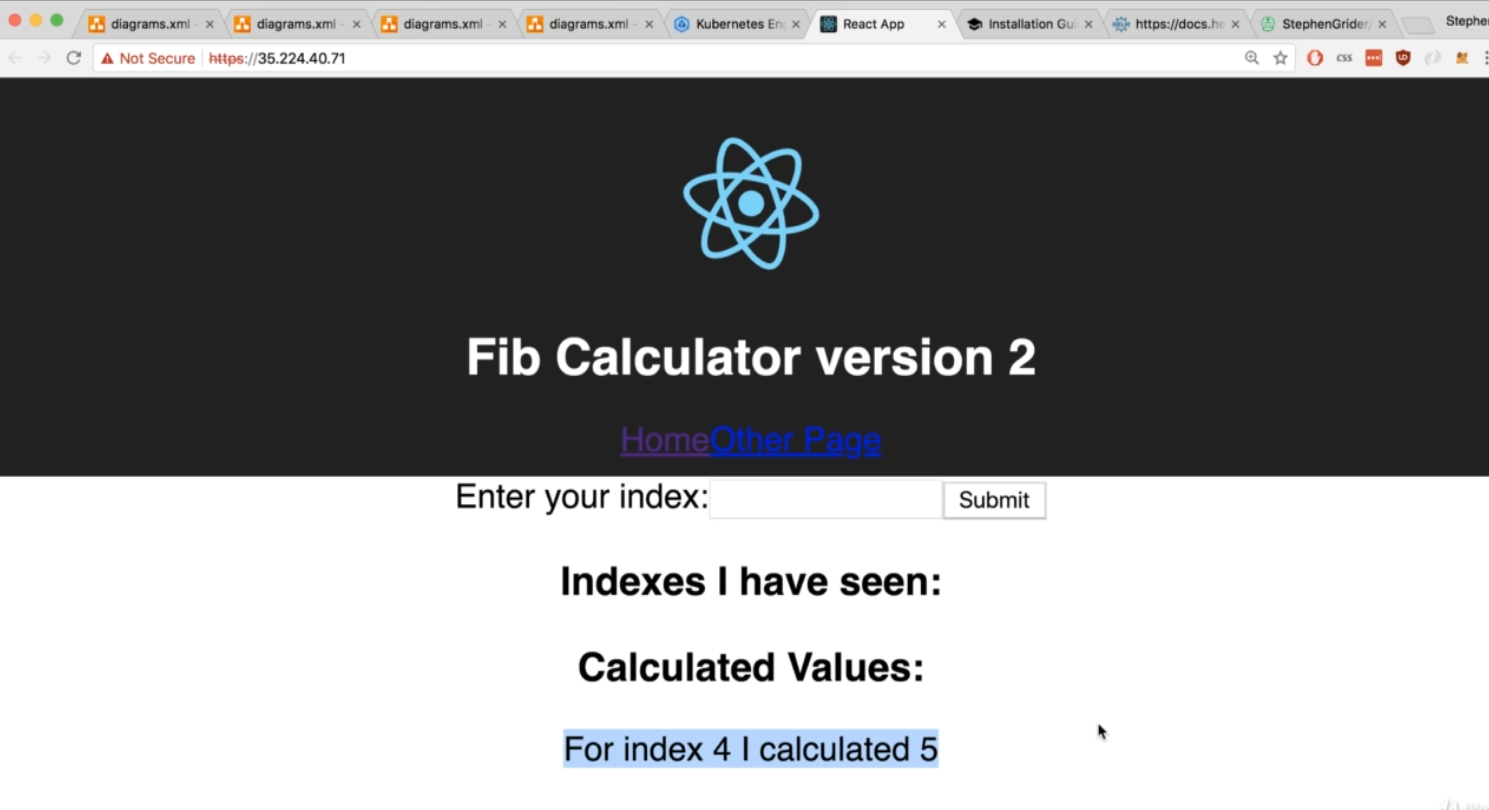 diagrams.xml - diagrams.xml - diagrams.xml - diagrams.xml - Kubernetes En React App Installation Gui https://docs.he StephenGrider/ Stephe
Not Secure https://35.224.40.71 CSS
Fib Calculator version 2
HomeOther Page
Enter your index: Submit
Indexes I have seen:
Calculated Values:
For index 4 I calculated 5